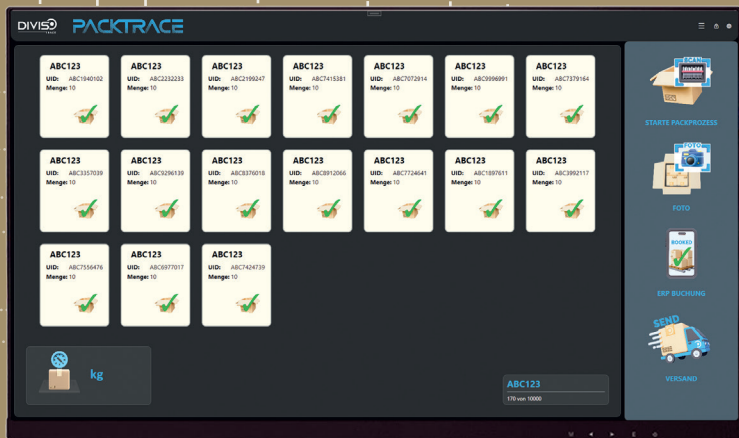 DIVIS
TRACK
PACKTRACE
ABC123
UID: ABC1940102
Menge: 10
ABC123
UID: ABC2232233
Menge: 10
ABC123
UID: ABC2199247
Menge: 10
ABC123
UID: ABC7415381
Menge: 10
ABC123
UID: ABC7072914
Menge: 10
ABC123
UID: ABC9996991
Menge: 10
ABC123
UID: ABC7379164
Menge: 10
ABC123
UID: ABC3357039
Menge: 10
ABC123
UID: ABC9296139
Menge: 10
ABC123
UID: ABC8376018
Menge: 10
ABC123
UID: ABC8912066
Menge: 10
ABC123
UID: ABC7724641
Menge: 10
ABC123
UID: ABC1897611
Menge: 10
ABC123
UID: ABC3992117
Menge: 10
ABC123
UID: ABC7556476
Menge: 10
ABC123
UID: ABC6977017
Menge: 10
ABC123
UID: ABC7424739
Menge: 10
kg
ABC123
170 von 10000
SCAN
STARTE PACKPROZESS
FOTO
FOTO
BOOKED
ERP BUCHUNG
SEND
VERSAND